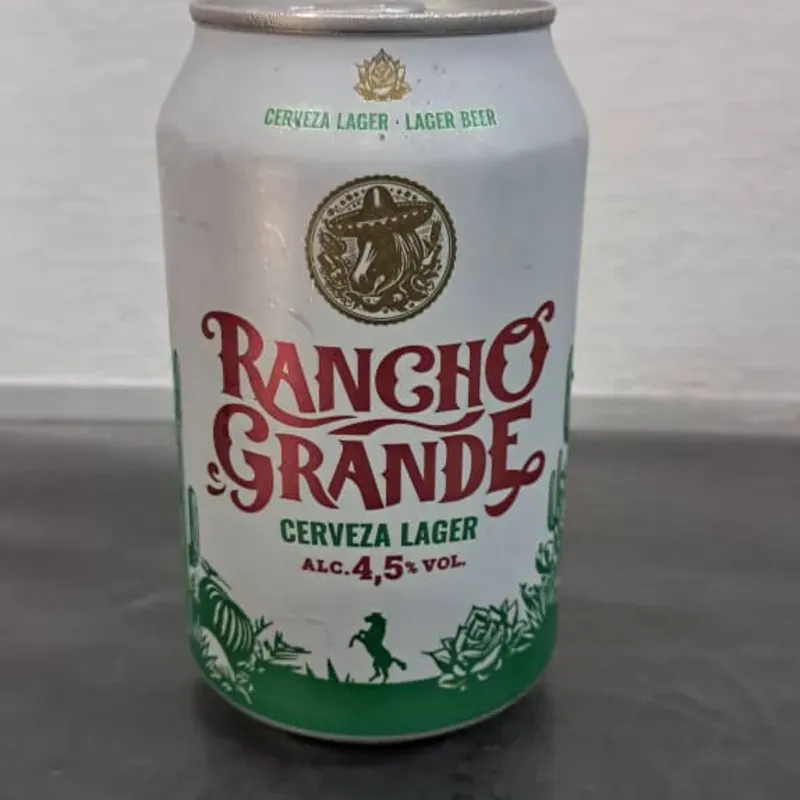 CERVEZA LAGER · LAGER BEER
RANCHO
GRANDE
CERVEZA LAGER
ALC. 4,5% VOL.